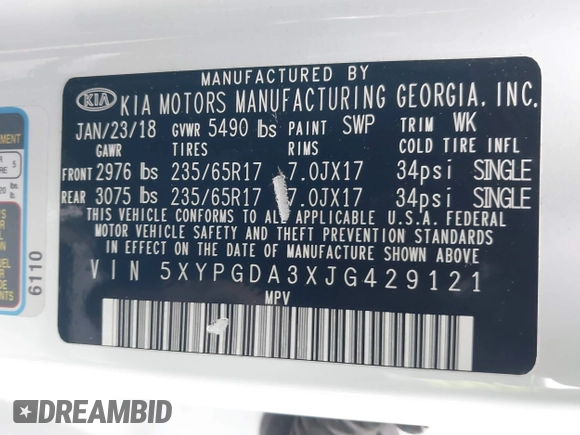 MANUFACTURED BY
KIA KIA MOTORS MANUFACTURING GEORGIA, INC.
JAN/23/18 GVWR 5490 lbs PAINT SWP TRIM WK
GAWR TIRES RIMS COLD TIRE INFL
FRONT 2976 lbs 235/65R17 7.0JX17 34psi SINGLE
REAR 3075 lbs 235/65R17 7.0JX17 34psi SINGLE
THIS VEHICLE CONFORMS TO ALL APPLICABLE U.S.A. FEDERAL
MOTOR VEHICLE SAFETY AND THEFT PREVENTION STANDARDS
IN EFFECT ON THE DATE OF MANUFACTURE SHOWN ABOVE.
VIN 5XYPGDA3XJG429121
MPV
6110
DREAMBID